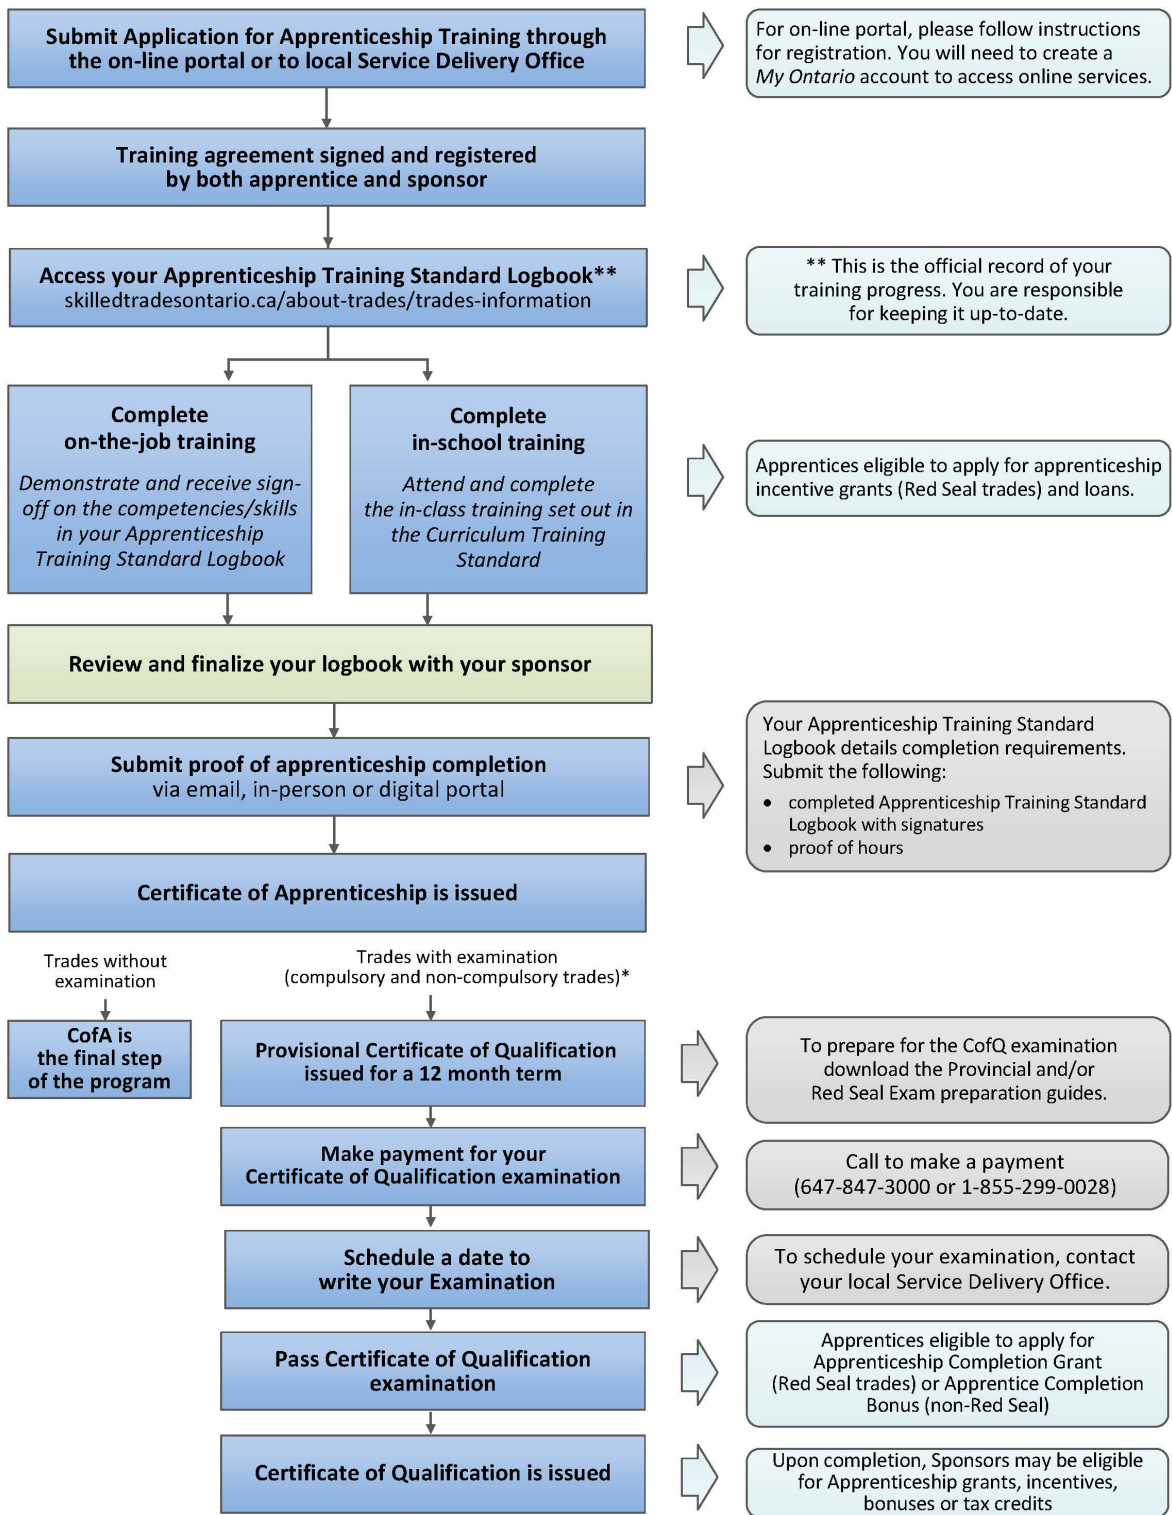 Submit Application for Apprenticeship Training through
the on-line portal or to local Service Delivery Office
For on-line portal, please follow instructions
for registration. You will need to create a
My Ontario account to access online services.
Training agreement signed and registered
by both apprentice and sponsor
Access your Apprenticeship Training Standard Logbook**
skilledtradesontario.ca/about-trades/trades-information
** This is the official record of your
training progress. You are responsible
for keeping it up-to-date.
Complete
on-the-job training
Demonstrate and receive sign-
off on the competencies/skills
in your Apprenticeship
Training Standard Logbook
Complete
in-school training
Attend and complete
the in-class training set out in
the Curriculum Training
Standard
Apprentices eligible to apply for apprenticeship
incentive grants (Red Seal trades) and loans.
Review and finalize your logbook with your sponsor
Submit proof of apprenticeship completion
via email, in-person or digital portal
Your Apprenticeship Training Standard
Logbook details completion requirements.
Submit the following:
• completed Apprenticeship Training Standard
Logbook with signatures
• proof of hours
Certificate of Apprenticeship is issued
Trades without
examination
Trades with examination
(compulsory and non-compulsory trades)*
CofA is
the final step
of the program
Provisional Certificate of Qualification
issued for a 12 month term
To prepare for the CofQ examination
download the Provincial and/or
Red Seal Exam preparation guides.
Make payment for your
Certificate of Qualification examination
Call to make a payment
(647-847-3000 or 1-855-299-0028)
Schedule a date to
write your Examination
To schedule your examination, contact
your local Service Delivery Office.
Pass Certificate of Qualification
examination
Apprentices eligible to apply for
Apprenticeship Completion Grant
(Red Seal trades) or Apprentice Completion
Bonus (non-Red Seal)
Certificate of Qualification is issued
Upon completion, Sponsors may be eligible
for Apprenticeship grants, incentives,
bonuses or tax credits